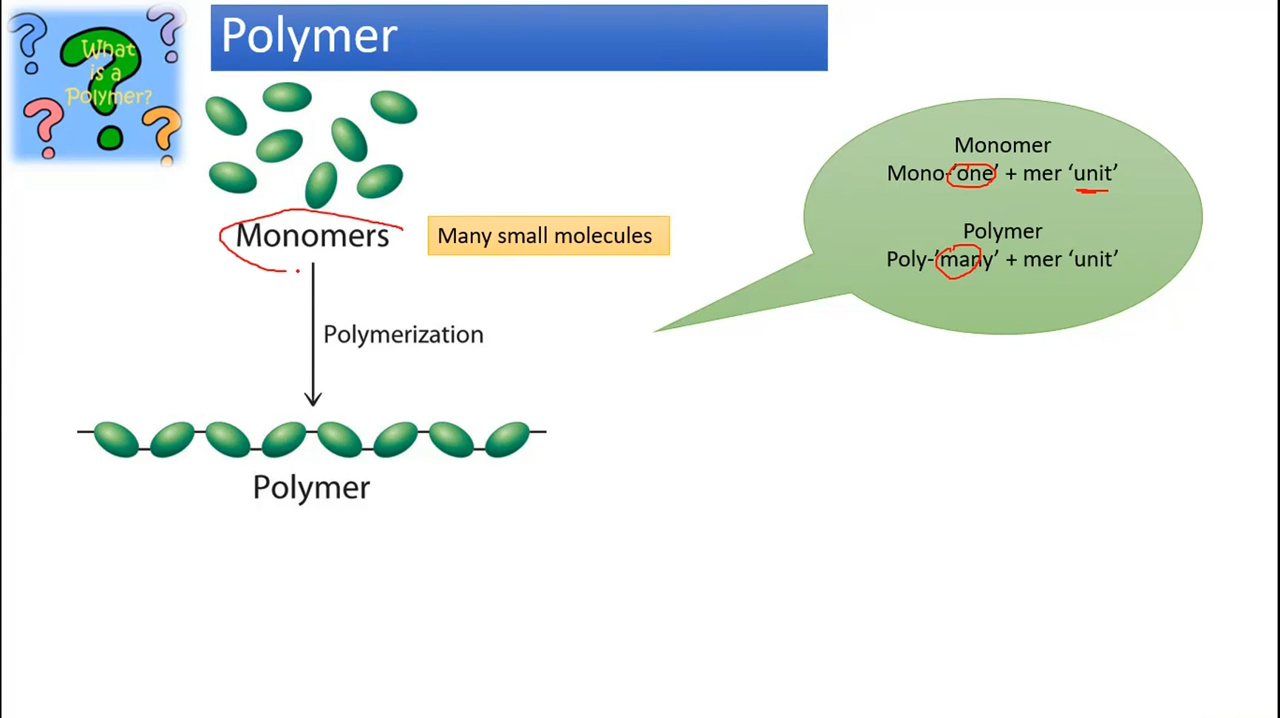 What
is a
Polymer?
Polymer
Monomers
Many small molecules
Polymerization
Polymer
Monomer
Mono-‘one’ + mer ‘unit’
Polymer
Poly-‘many’ + mer ‘unit’